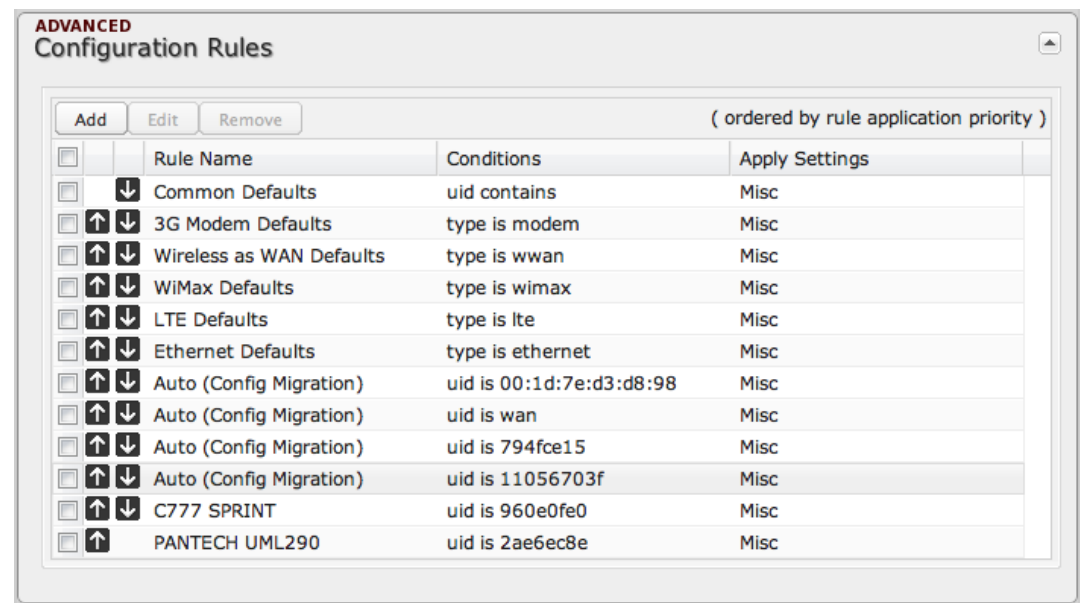 ADVANCED
Configuration Rules
Add Edit Remove ( ordered by rule application priority )
Rule Name Conditions Apply Settings
Common Defaults uid contains Misc
3G Modem Defaults type is modem Misc
Wireless as WAN Defaults type is wwan Misc
WiMax Defaults type is wimax Misc
LTE Defaults type is lte Misc
Ethernet Defaults type is ethernet Misc
Auto (Config Migration) uid is 00:1d:7e:d3:d8:98 Misc
Auto (Config Migration) uid is wan Misc
Auto (Config Migration) uid is 794fce15 Misc
Auto (Config Migration) uid is 11056703f Misc
C777 SPRINT uid is 960e0fe0 Misc
PANTECH UML290 uid is 2ae6ec8e Misc